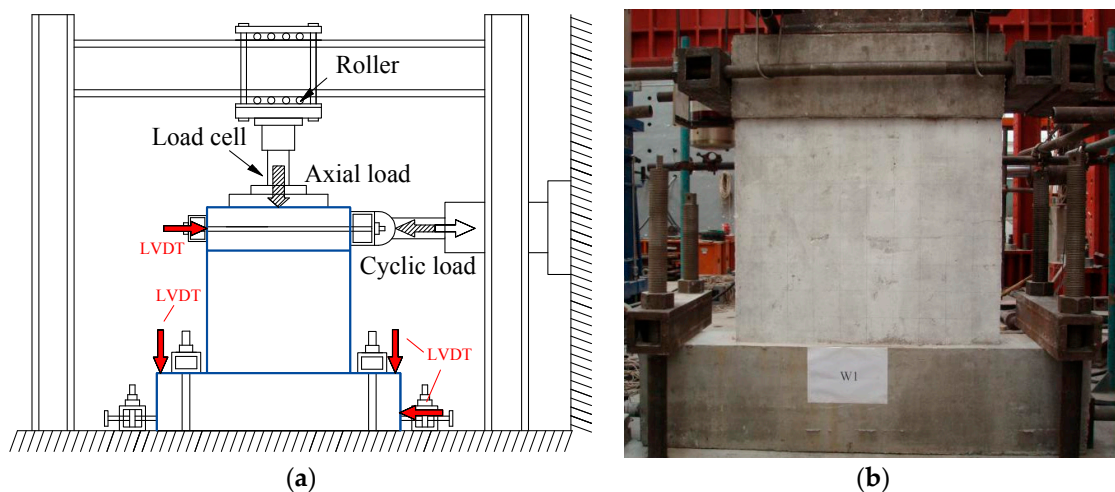 Roller
Load cell
Axial load
LVDT
Cyclic load
LVDT
LVDT
W1
(a)
(b)